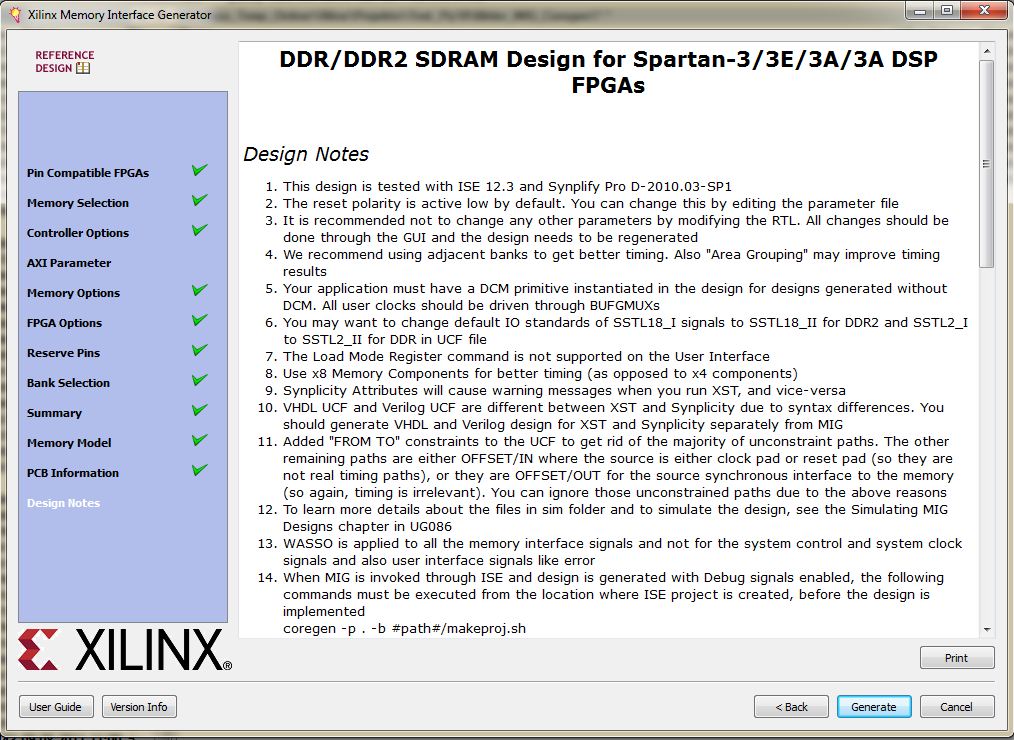 Xilinx Memory Interface Generator
REFERENCE
DESIGN
Pin Compatible FPGAs
Memory Selection
Controller Options
AXI Parameter
Memory Options
FPGA Options
Reserve Pins
Bank Selection
Summary
Memory Model
PCB Information
Design Notes
XILINX®
DDR/DDR2 SDRAM Design for Spartan-3/3E/3A/3A DSP
FPGAs
Design Notes
1. This design is tested with ISE 12.3 and Synplify Pro D-2010.03-SP1
2. The reset polarity is active low by default. You can change this by editing the parameter file
3. It is recommended not to change any other parameters by modifying the RTL. All changes should be
done through the GUI and the design needs to be regenerated
4. We recommend using adjacent banks to get better timing. Also "Area Grouping" may improve timing
results
5. Your application must have a DCM primitive instantiated in the design for designs generated without
DCM. All user clocks should be driven through BUFGMUXs
6. You may want to change default IO standards of SSTL18_I signals to SSTL18_II for DDR2 and SSTL2_I
to SSTL2_II for DDR in UCF file
7. The Load Mode Register command is not supported on the User Interface
8. Use x8 Memory Components for better timing (as opposed to x4 components)
9. Synplicity Attributes will cause warning messages when you run XST, and vice-versa
10. VHDL UCF and Verilog UCF are different between XST and Synplicity due to syntax differences. You
should generate VHDL and Verilog design for XST and Synplicity separately from MIG
11. Added "FROM TO" constraints to the UCF to get rid of the majority of unconstraint paths. The other
remaining paths are either OFFSET/IN where the source is either clock pad or reset pad (so they are
not real timing paths), or they are OFFSET/OUT for the source synchronous interface to the memory
(so again, timing is irrelevant). You can ignore those unconstrained paths due to the above reasons
12. To learn more details about the files in sim folder and to simulate the design, see the Simulating MIG
Designs chapter in UG086
13. WASSO is applied to all the memory interface signals and not for the system control and system clock
signals and also user interface signals like error
14. When MIG is invoked through ISE and design is generated with Debug signals enabled, the following
commands must be executed from the location where ISE project is created, before the design is
implemented
coregen -p . -b #path#/makeproj.sh
Print
User Guide
Version Info
< Back
Generate
Cancel